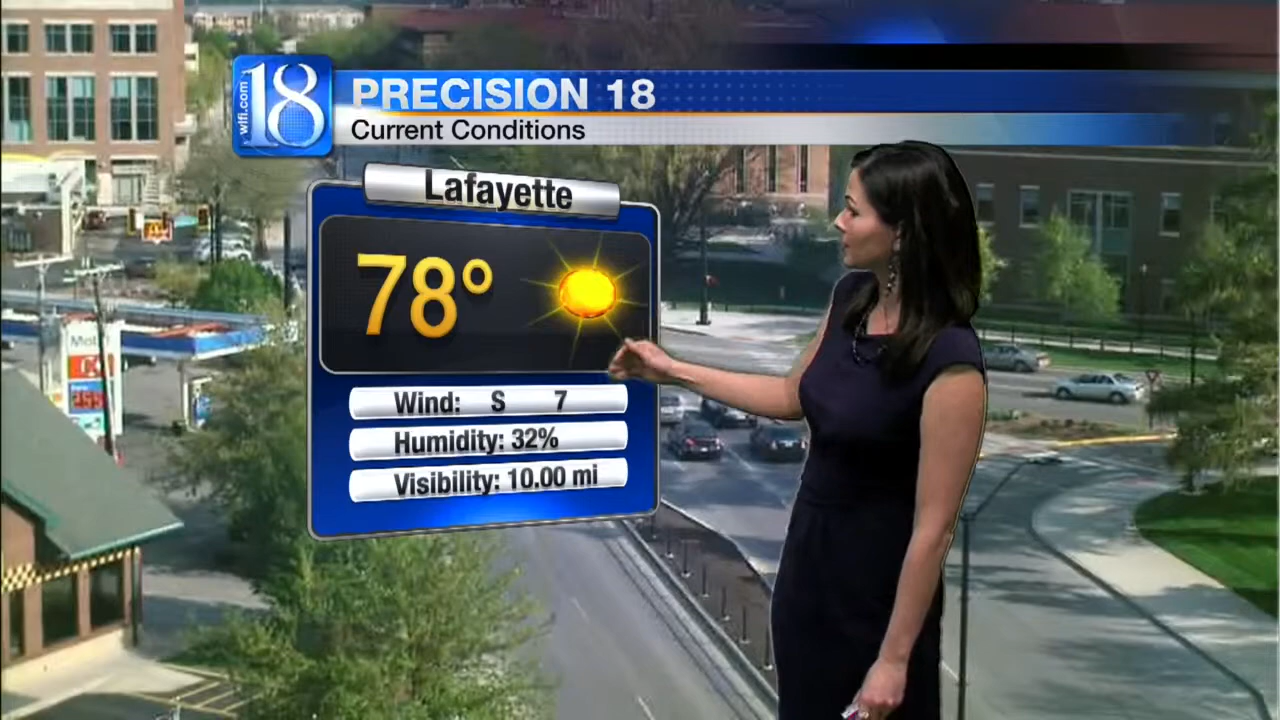 wlfi.com
18
PRECISION 18
Current Conditions
Lafayette
78°
Wind: S 7
Humidity: 32%
Visibility: 10.00 mi